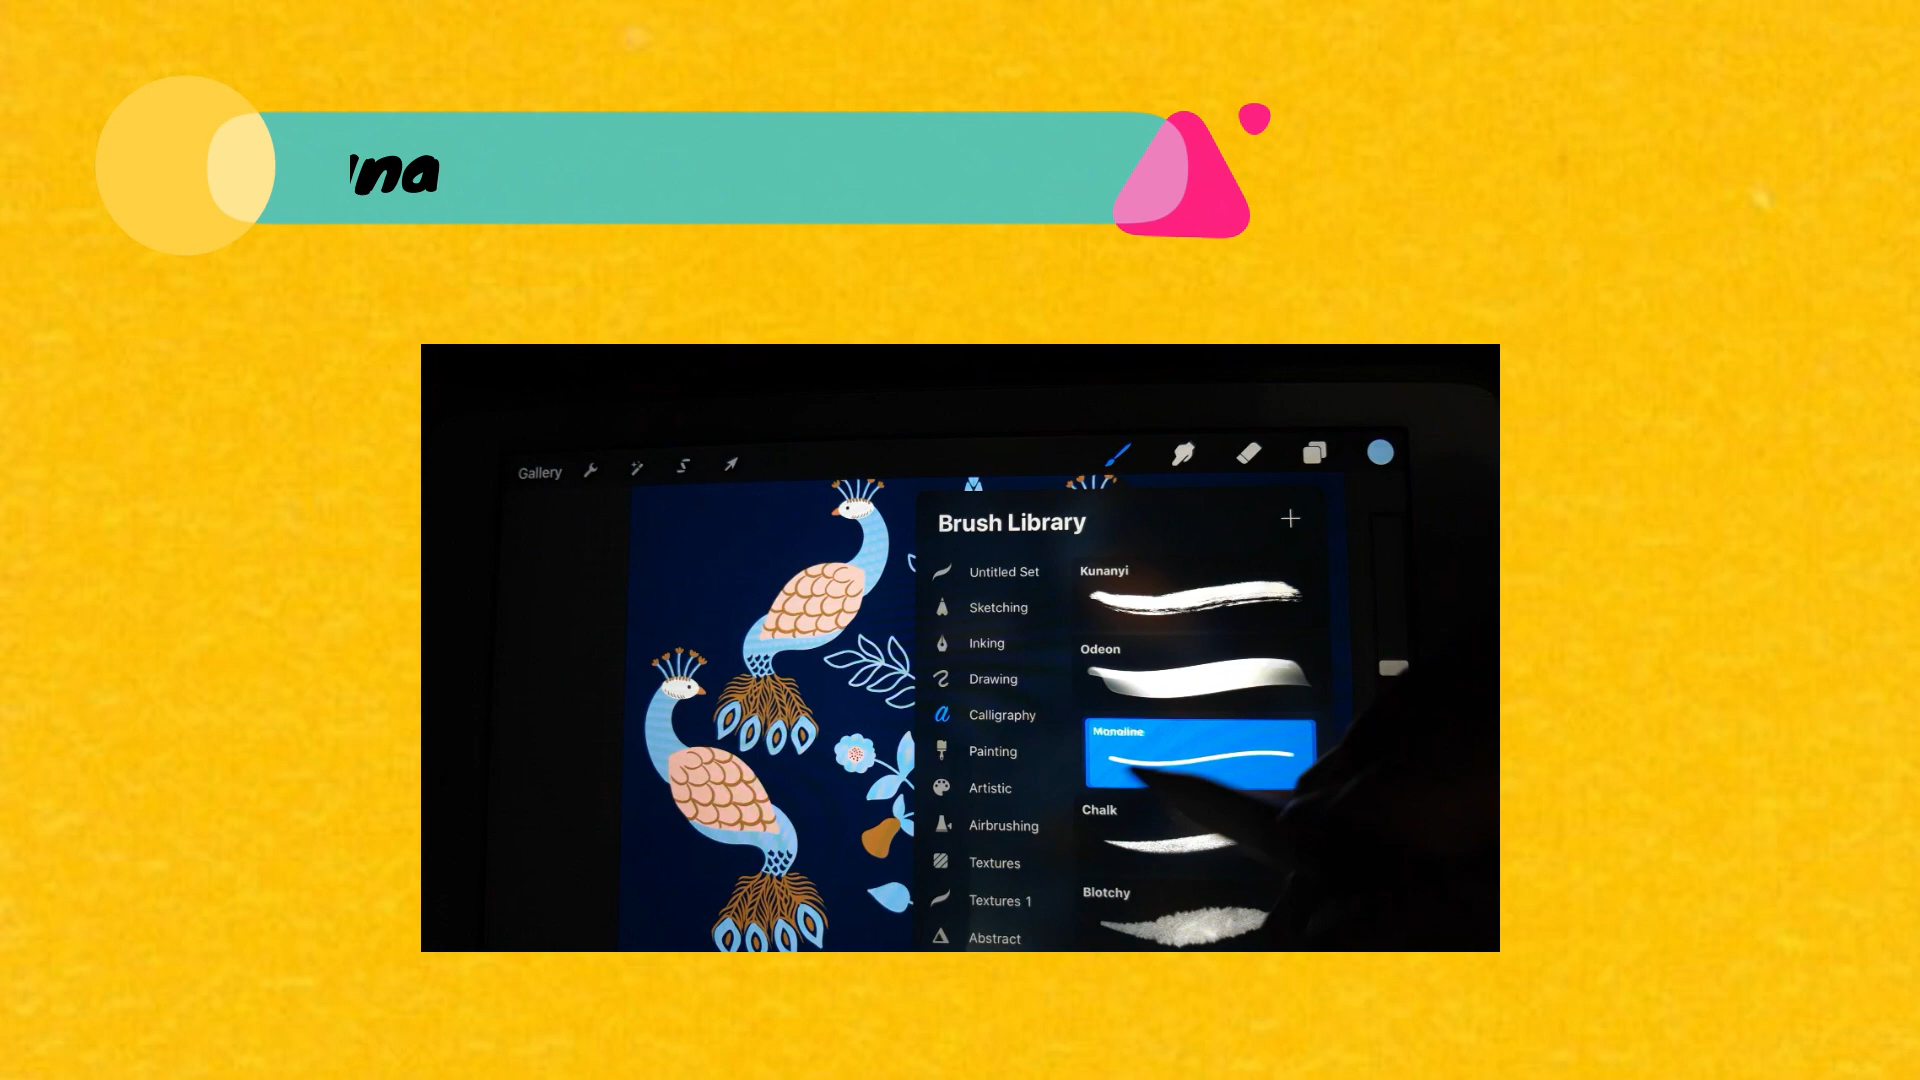 na
Gallery
Brush Library
Untitled Set
Sketching
Inking
Drawing
Calligraphy
Painting
Artistic
Airbrushing
Textures
Textures 1
Abstract
Kunanyi
Odeon
Monoline
Chalk
Blotchy